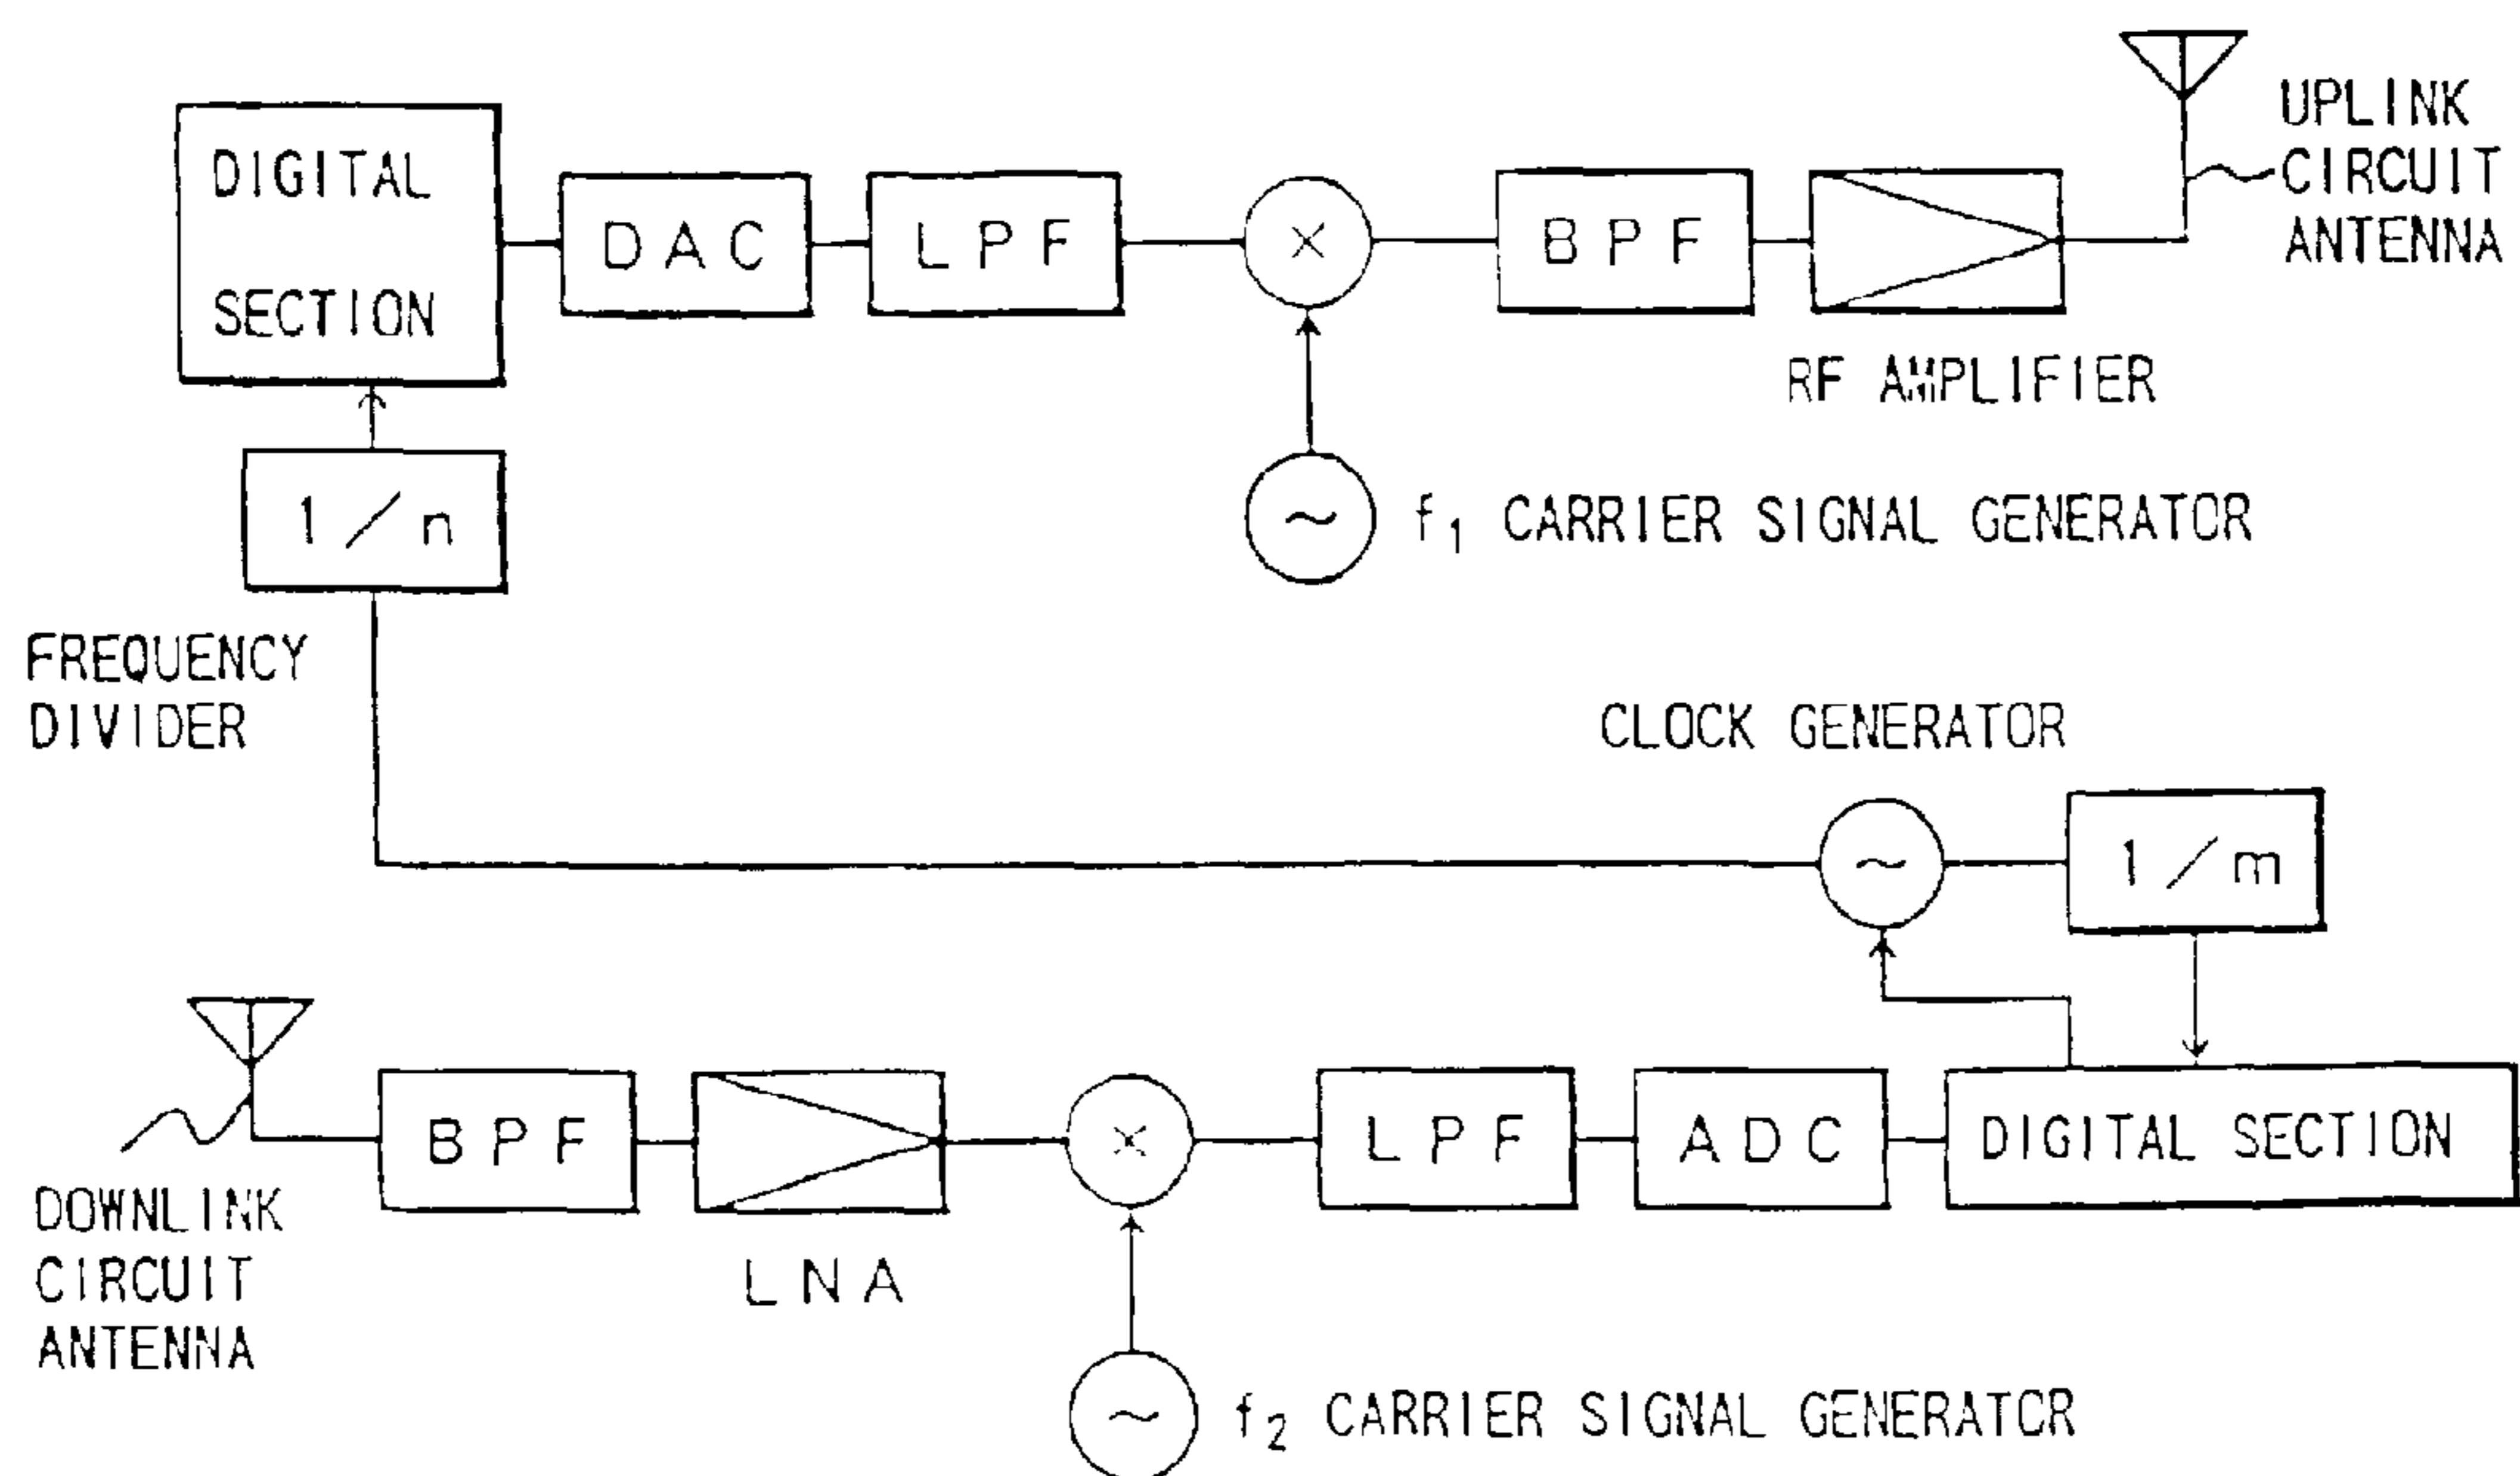 DIGITAL
SECTION
DAC
LPF
×
BPF
UPLINK
CIRCUIT
ANTENNA
RF AMPLIFIER
1/n
~
f₁ CARRIER SIGNAL GENERATOR
FREQUENCY
DIVIDER
CLOCK GENERATOR
~
1/m
BPF
×
LPF
ADC
DIGITAL SECTION
DOWNLINK
CIRCUIT
ANTENNA
LNA
~
f₂ CARRIER SIGNAL GENERATOR